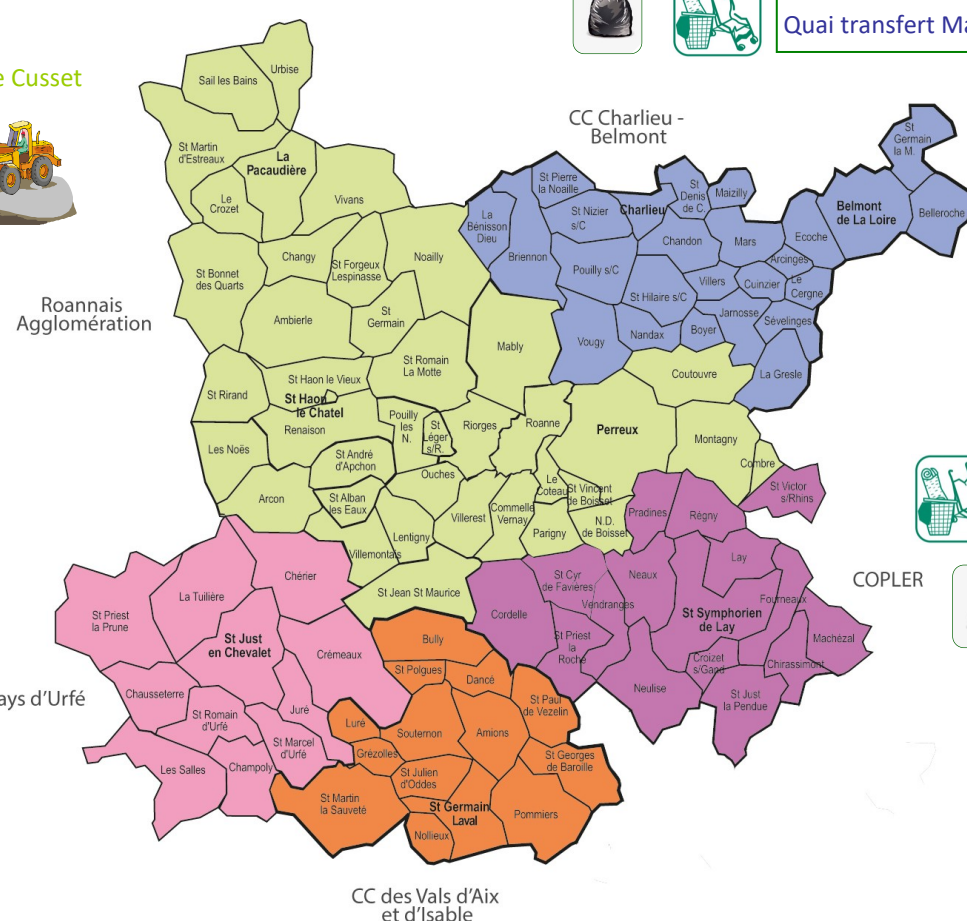 Quai transfert Ma
e Cusset
CC Charlieu -
Belmont
Urbise
Sail les Bains
St Martin
d'Estreaux
La
Pacaudière
Le
Crozet
Vivans
St
Germain
la M.
Belmont
de La Loire
Belleroche
St Pierre
la Noaille
St
Denis
de C.
Maizilly
La
Bénisson
Dieu
St Nizier
s/C
Charlieu
Chandon
Mars
Ecoche
Arcinges
Briennon
Pouilly s/C
Villers
Cuinzier
Le
Cergne
St Hilaire s/C
Jarnosse
Sévelinges
Vougy
Nandax
Boyer
La Gresle
Changy
St Forgeux
Lespinasse
Noailly
St Bonnet
des Quarts
Roannais
Agglomération
Ambierle
St
Germain
Mably
St Romain
La Motte
Coutouvre
St Haon le Vieux
St Rirand
St Haon
le Chatel
Renaison
Pouilly
les
N.
St
Léger
s/R.
Riorges
Roanne
Perreux
Montagny
Les Noës
St André
d'Apchon
Ouches
Combre
Le
Coteau
St Vincent
de Boisset
St Victor
s/Rhins
Arcon
St Alban
les Eaux
Lentigny
Villerest
Commelle
Vernay
Parigny
N.D.
de Boisset
Pradines
Régny
Villemontais
St Jean St Maurice
COPLER
Chérier
La Tuilière
St Priest
la Prune
St Just
en Chevalet
Crémeaux
Cordelle
St Cyr
de Favières
Vendranges
Neaux
Lay
Fourneaux
St Symphorien
de Lay
Machézal
St Priest
la
Roche
Croizet
s/Gand
Chirassimont
Neulise
St Just
la Pendue
Bully
St Polgues
Dancé
St Paul
de Vezelin
ays d'Urfé
Chausseterre
St Romain
d'Urfé
Juré
St Marcel
d'Urfé
Les Salles
Champoly
Luré
Souternon
Amions
Grézolles
St Georges
de Baroille
St Julien
d'Oddes
St Martin
la Sauveté
St Germain
Laval
Pommiers
Nollieux
CC des Vals d'Aix
et d'Isable